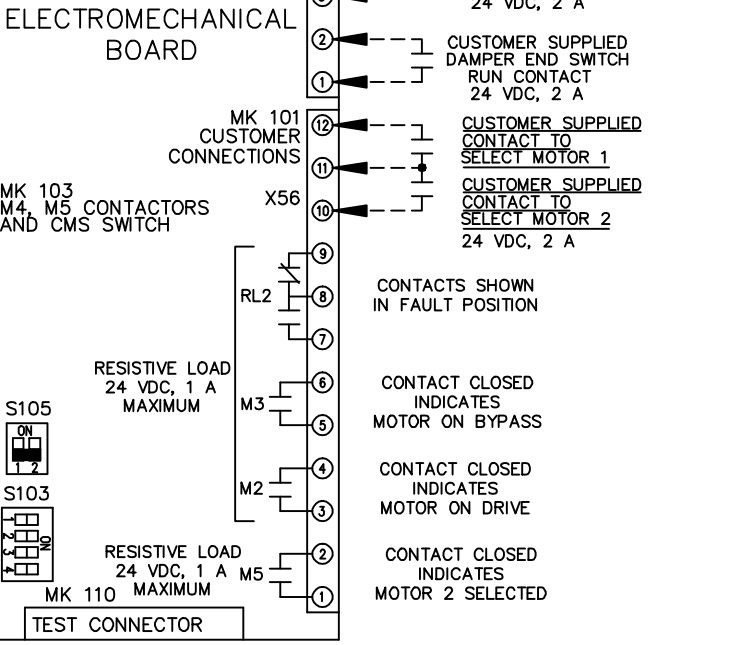 24 VDC, 2 A
ELECTROMECHANICAL
BOARD
2
1
CUSTOMER SUPPLIED
DAMPER END SWITCH
RUN CONTACT
24 VDC, 2 A
MK 101
CUSTOMER
CONNECTIONS
X56
12
11
10
CUSTOMER SUPPLIED
CONTACT TO
SELECT MOTOR 1
CUSTOMER SUPPLIED
CONTACT TO
SELECT MOTOR 2
24 VDC, 2 A
MK 103
M4, M5 CONTACTORS
AND CMS SWITCH
RL2
9
8
7
CONTACTS SHOWN
IN FAULT POSITION
RESISTIVE LOAD
24 VDC, 1 A
MAXIMUM
M3
6
5
CONTACT CLOSED
INDICATES
MOTOR ON BYPASS
S105
ON
1 2
M2
4
3
CONTACT CLOSED
INDICATES
MOTOR ON DRIVE
S103
1
2
3
4
ON
RESISTIVE LOAD
24 VDC, 1 A
MAXIMUM
M5
2
1
CONTACT CLOSED
INDICATES
MOTOR 2 SELECTED
MK 110
TEST CONNECTOR